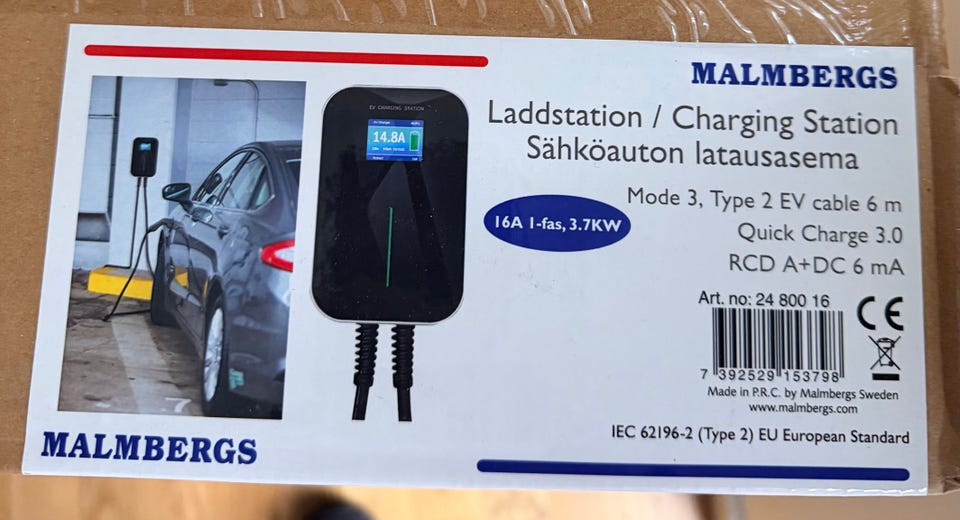 MALMBERGS
Laddstation / Charging Station
Sähköauton latausasema
EV CHARGING STATION
14.8A
16A 1-fas, 3.7KW
Mode 3, Type 2 EV cable 6 m
Quick Charge 3.0
RCD A+DC 6 mA
Art. no: 24 800 16
CE
7 392529 153798
Made in P.R.C. by Malmbergs Sweden
www.malmbergs.com
IEC 62196-2 (Type 2) EU European Standard
MALMBERGS
7